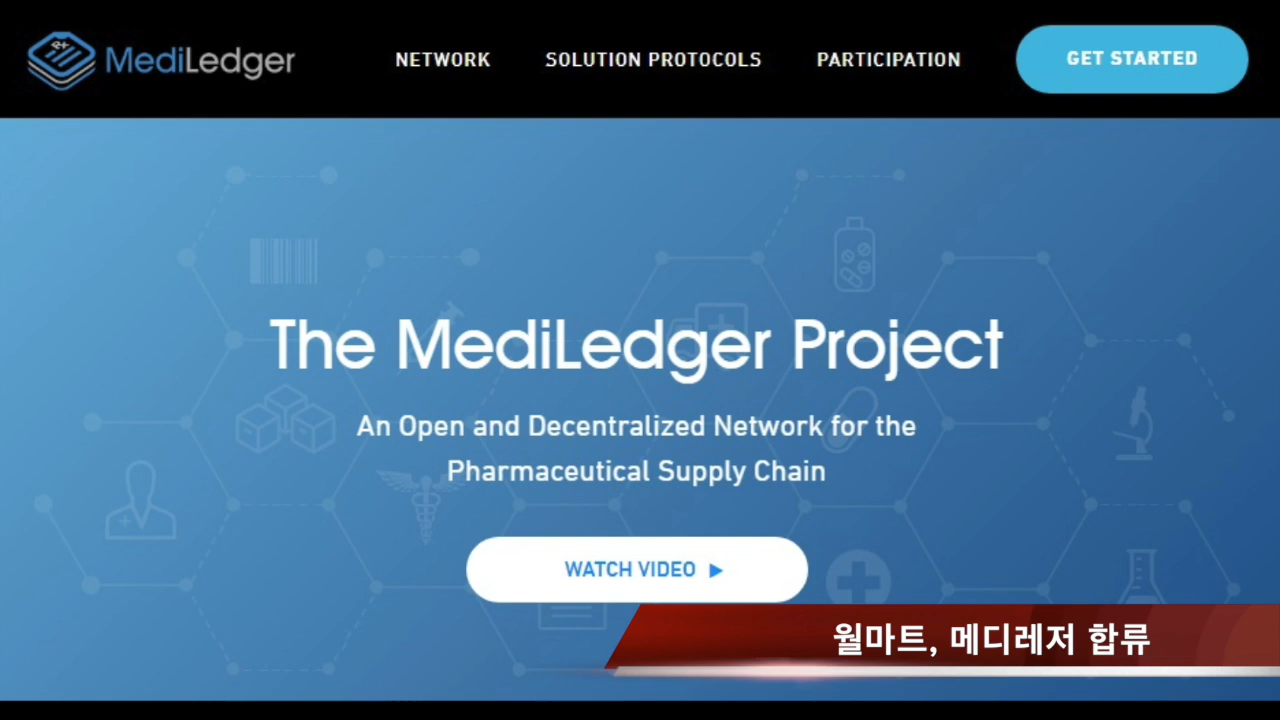 MediLedger
NETWORK
SOLUTION PROTOCOLS
PARTICIPATION
GET STARTED
The MediLedger Project
An Open and Decentralized Network for the
Pharmaceutical Supply Chain
WATCH VIDEO
월마트, 메디레저 합류